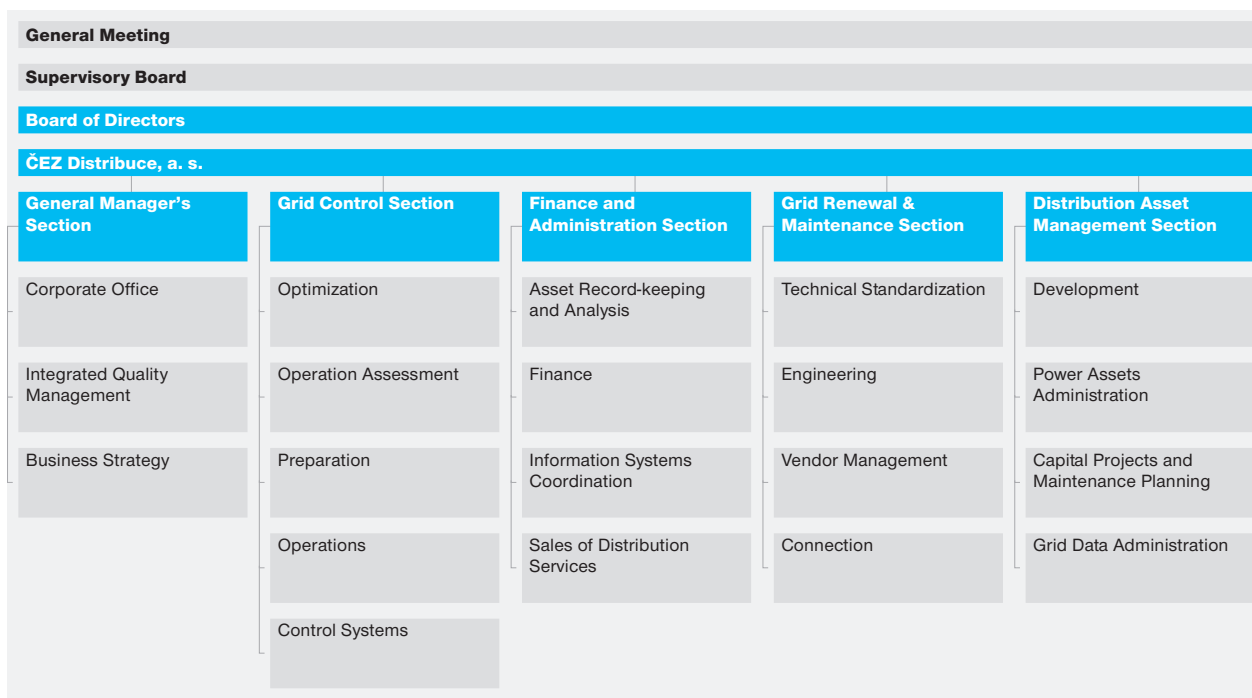 General Meeting
Supervisory Board
Board of Directors
ČEZ Distribuce, a. s.
General Manager’s
Section
Corporate Office
Integrated Quality
Management
Business Strategy
Grid Control Section
Optimization
Operation Assessment
Preparation
Operations
Control Systems
Finance and
Administration Section
Asset Record-keeping
and Analysis
Finance
Information Systems
Coordination
Sales of Distribution
Services
Grid Renewal &
Maintenance Section
Technical Standardization
Engineering
Vendor Management
Connection
Distribution Asset
Management Section
Development
Power Assets
Administration
Capital Projects and
Maintenance Planning
Grid Data Administration